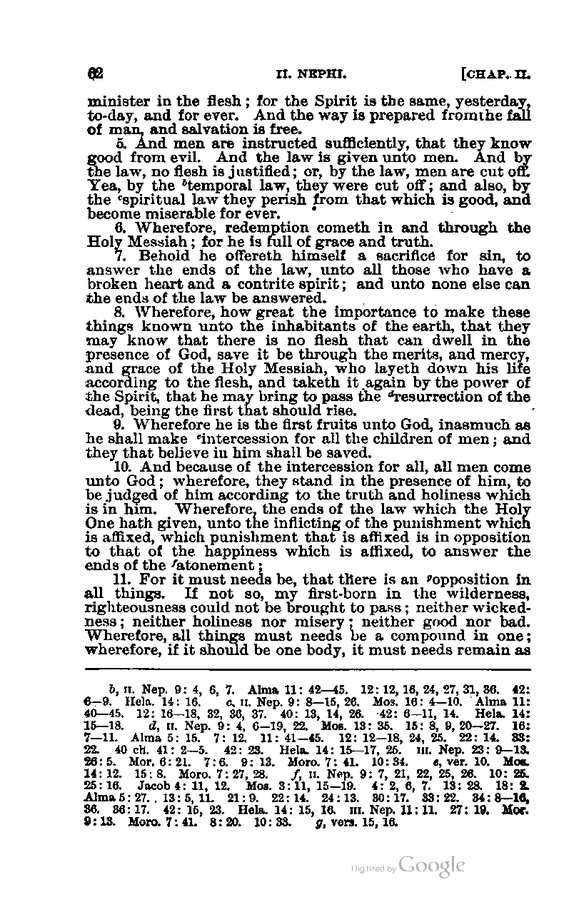 62 II. NEPHI. [CHAP. II.
minister in the flesh; for the Spirit is the same, yesterday,
to-day, and for ever. And the way is prepared from the fall
of man, and salvation is free.
5. And men are instructed sufficiently, that they know
good from evil. And the law is given unto men. And by
the law, no flesh is justified; or, by the law, men are cut off.
Yea, by the ᵇtemporal law, they were cut off; and also, by
the ᶜspiritual law they perish from that which is good, and
become miserable for ever.
6. Wherefore, redemption cometh in and through the
Holy Messiah; for he is full of grace and truth.
7. Behold he offereth himself a sacrifice for sin, to
answer the ends of the law, unto all those who have a
broken heart and a contrite spirit; and unto none else can
the ends of the law be answered.
8. Wherefore, how great the importance to make these
things known unto the inhabitants of the earth, that they
may know that there is no flesh that can dwell in the
presence of God, save it be through the merits, and mercy,
and grace of the Holy Messiah, who layeth down his life
according to the flesh, and taketh it again by the power of
the Spirit, that he may bring to pass the ᵈresurrection of the
dead, being the first that should rise.
9. Wherefore he is the first fruits unto God, inasmuch as
he shall make ᵉintercession for all the children of men; and
they that believe in him shall be saved.
10. And because of the intercession for all, all men come
unto God; wherefore, they stand in the presence of him, to
be judged of him according to the truth and holiness which
is in him. Wherefore, the ends of the law which the Holy
One hath given, unto the inflicting of the punishment which
is affixed, which punishment that is affixed is in opposition
to that of the happiness which is affixed, to answer the
ends of the ᶠatonement;
11. For it must needs be, that there is an ᵍopposition in
all things. If not so, my first-born in the wilderness,
righteousness could not be brought to pass; neither wicked-
ness; neither holiness nor misery; neither good nor bad.
Wherefore, all things must needs be a compound in one;
wherefore, if it should be one body, it must needs remain as
b, II. Nep. 9: 4, 6, 7. Alma 11: 42—45. 12: 12, 16, 24, 27, 31, 36. 42:
6—9. Hela. 14: 16. c, II. Nep. 9: 8—15, 26. Mos. 16: 4—10. Alma 11:
40—45. 12: 16—18, 32, 36, 37. 40: 13, 14, 26. 42: 6—11, 14. Hela. 14:
15—18. d, II. Nep. 9: 4, 6—19, 22. Mos. 13: 35. 15: 8, 9, 20—27. 16:
7—11. Alma 5: 15. 7: 12. 11: 41—45. 12: 12—18, 24, 25. 22: 14. 33:
22. 40 ch. 41: 2—5. 42: 23. Hela. 14: 15—17, 25. III. Nep. 23: 9—13.
26: 5. Mor. 6: 21. 7: 6. 9: 13. Moro. 7: 41. 10: 34. e, ver. 10. Mos.
14: 12. 15: 8. Moro. 7: 27, 28. f, II. Nep. 9: 7, 21, 22, 25, 26. 10: 25.
25: 16. Jacob 4: 11, 12. Mos. 3: 11, 15—19. 4: 2, 6, 7. 13: 28. 18: 2.
Alma 5: 27. 13: 5, 11. 21: 9. 22: 14. 24: 13. 30: 17. 33: 22. 34: 8—16,
36. 36: 17. 42: 15, 23. Hela. 14: 15, 16. III. Nep. 11: 11. 27: 19. Mor.
9: 13. Moro. 7: 41. 8: 20. 10: 33. g, vers. 15, 16.
Digitized by Google